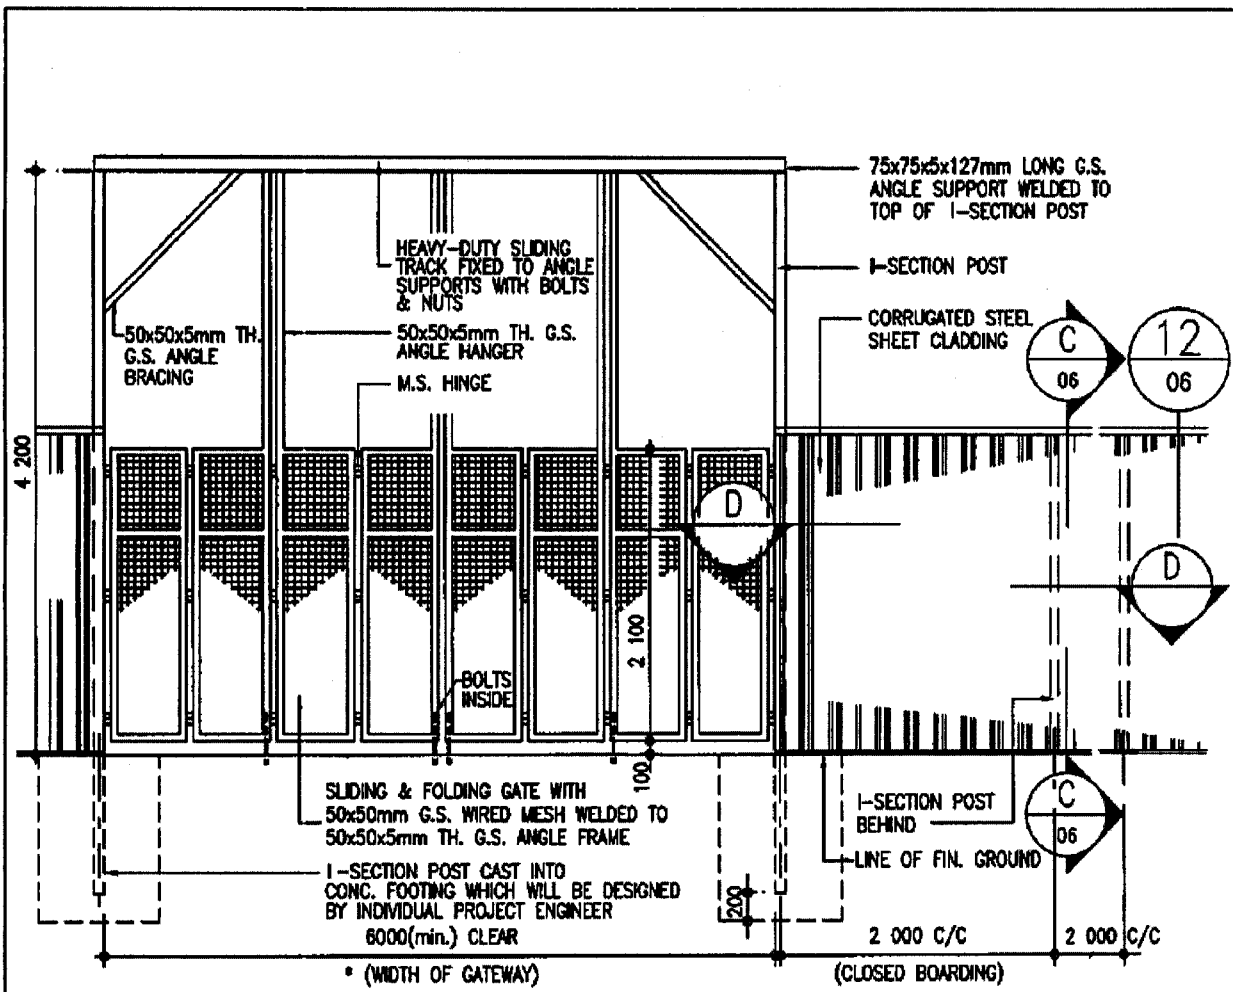 75x75x5x127mm LONG G.S.
ANGLE SUPPORT WELDED TO
TOP OF I-SECTION POST
HEAVY-DUTY SLIDING
TRACK FIXED TO ANGLE
SUPPORTS WITH BOLTS
& NUTS
I-SECTION POST
50x50x5mm TH.
G.S. ANGLE
BRACING
50x50x5mm TH. G.S.
ANGLE HANGER
M.S. HINGE
CORRUGATED STEEL
SHEET CLADDING
C
06
12
06
4 200
D
D
2 100
BOLTS
INSIDE
100
SLIDING & FOLDING GATE WITH
50x50mm G.S. WIRED MESH WELDED TO
50x50x5mm TH. G.S. ANGLE FRAME
I-SECTION POST
BEHIND
C
06
LINE OF FIN. GROUND
I-SECTION POST CAST INTO
CONC. FOOTING WHICH WILL BE DESIGNED
BY INDIVIDUAL PROJECT ENGINEER
200
6000(min.) CLEAR
* (WIDTH OF GATEWAY)
2 000 C/C
2 000 C/C
(CLOSED BOARDING)